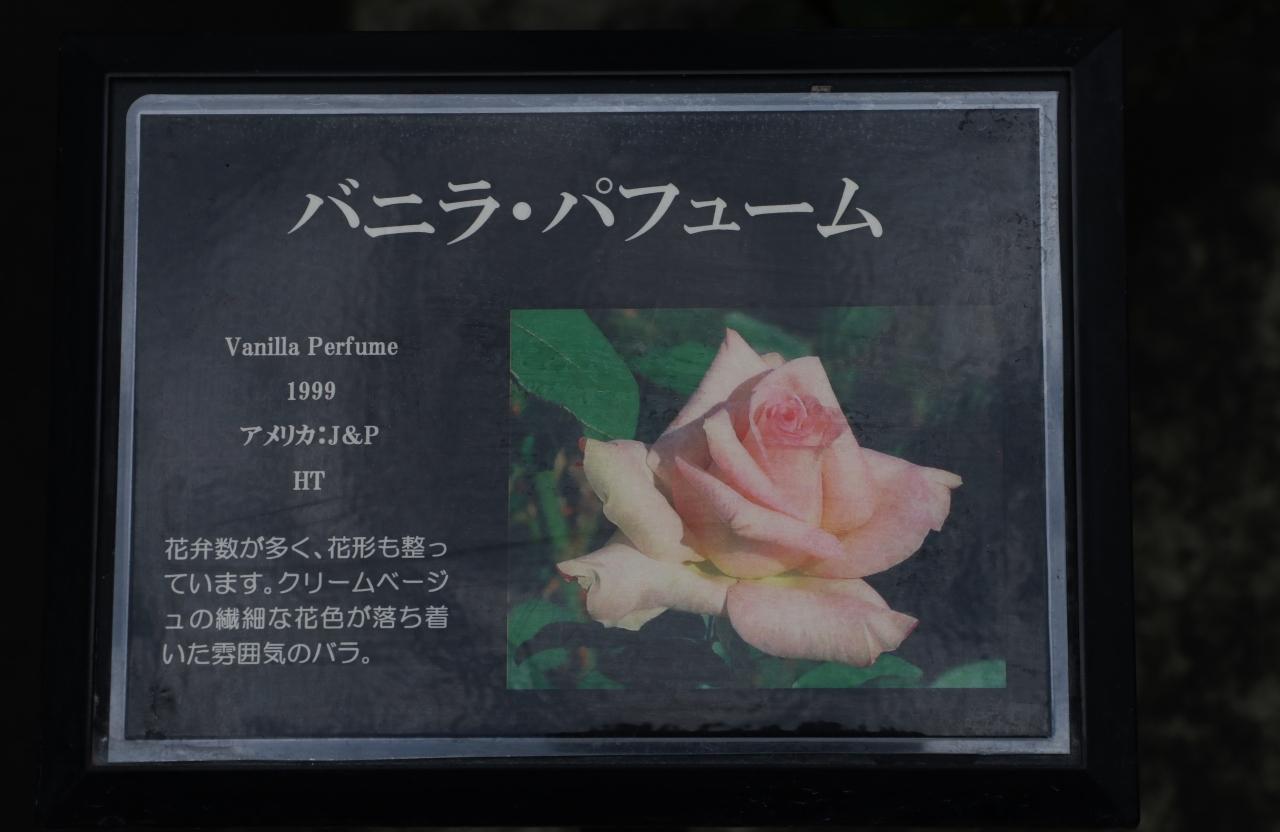 バニラ・パフューム
Vanilla Perfume
1999
アメリカ:J&P
HT
花弁数が多く、花形も整っ
ています。クリームベージ
ュの繊細な花色が落ち着
いた雰囲気のバラ。